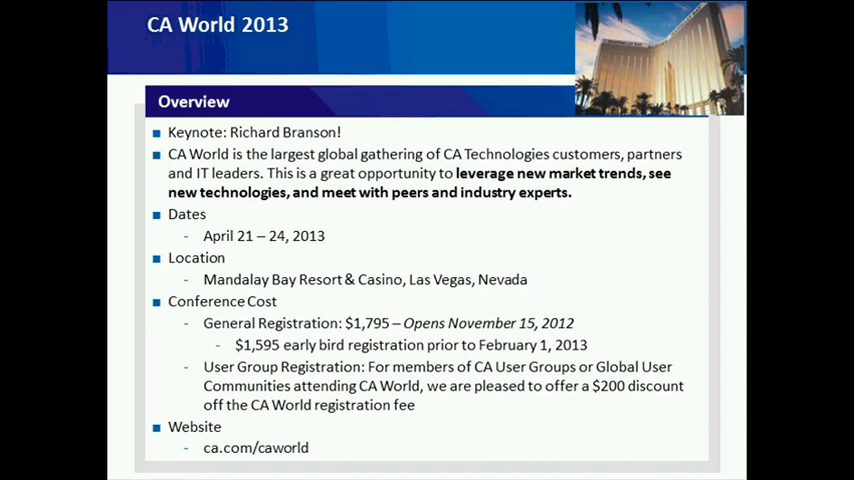 CA World 2013
Overview
Keynote: Richard Branson!
CA World is the largest global gathering of CA Technologies customers, partners
and IT leaders. This is a great opportunity to leverage new market trends, see
new technologies, and meet with peers and industry experts.
Dates
- April 21 – 24, 2013
Location
- Mandalay Bay Resort & Casino, Las Vegas, Nevada
Conference Cost
- General Registration: $1,795 – Opens November 15, 2012
- $1,595 early bird registration prior to February 1, 2013
- User Group Registration: For members of CA User Groups or Global User
Communities attending CA World, we are pleased to offer a $200 discount
off the CA World registration fee
Website
- ca.com/caworld